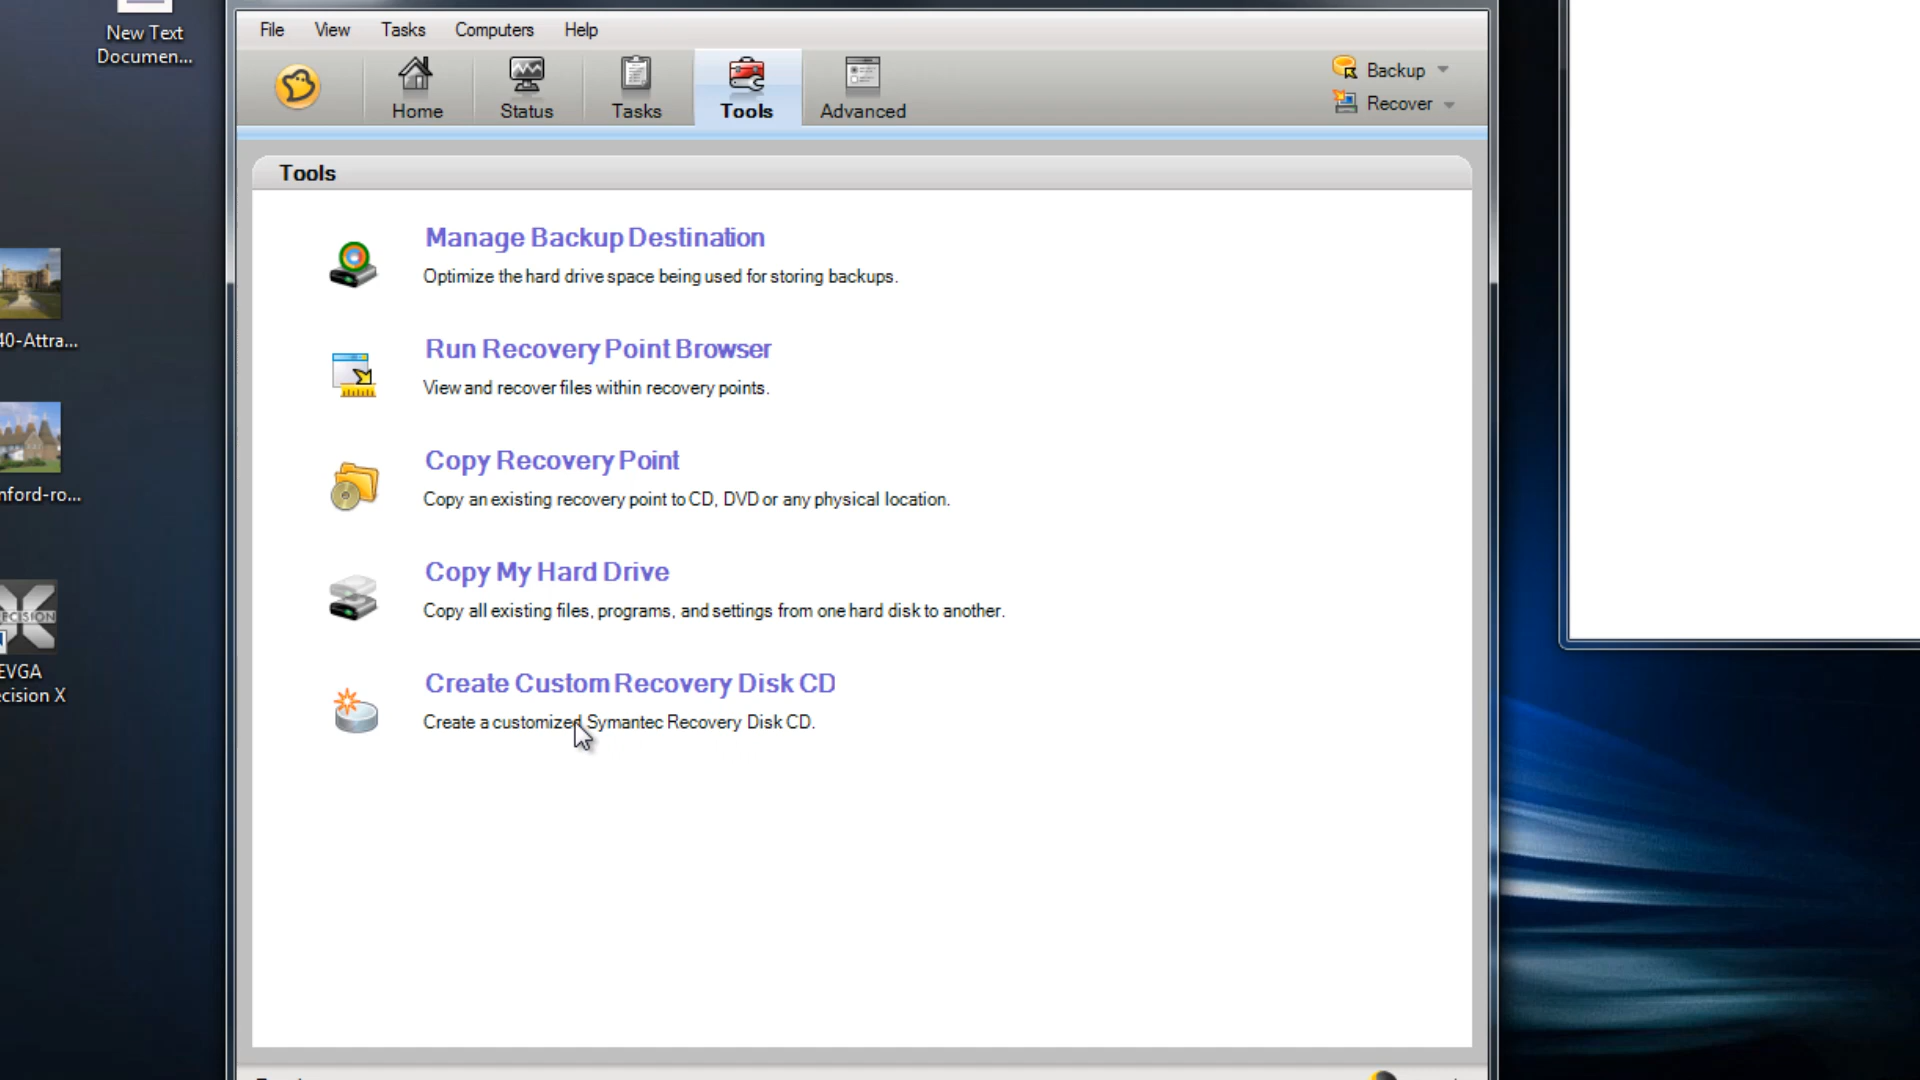 New Text
Documen...
File View Tasks Computers Help
Home Status Tasks Tools Advanced
Backup
Recover
Tools
Manage Backup Destination
Optimize the hard drive space being used for storing backups.
Run Recovery Point Browser
View and recover files within recovery points.
Copy Recovery Point
Copy an existing recovery point to CD, DVD or any physical location.
Copy My Hard Drive
Copy all existing files, programs, and settings from one hard disk to another.
Create Custom Recovery Disk CD
Create a customized Symantec Recovery Disk CD.
40-Attra...
nford-ro...
ECISION
EVGA
ecision X